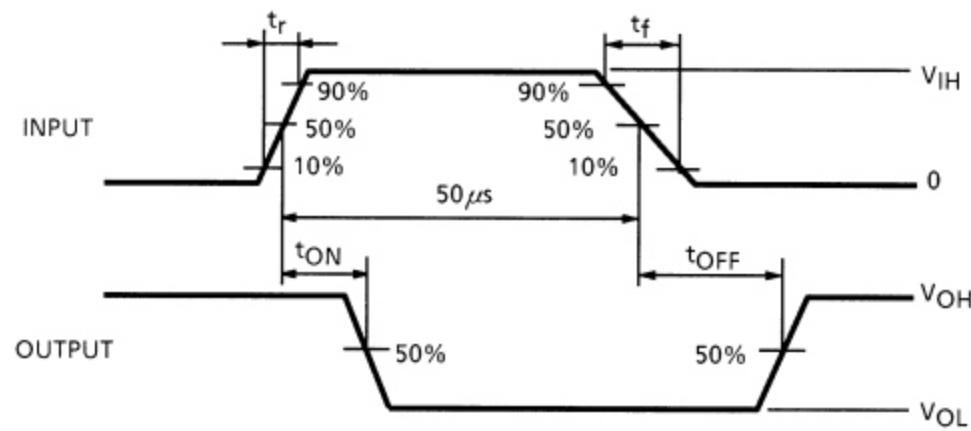 tr
tf
VIH
90%
90%
INPUT
50%
50%
10%
10%
0
50μs
tON
tOFF
VOH
OUTPUT
50%
50%
VOL